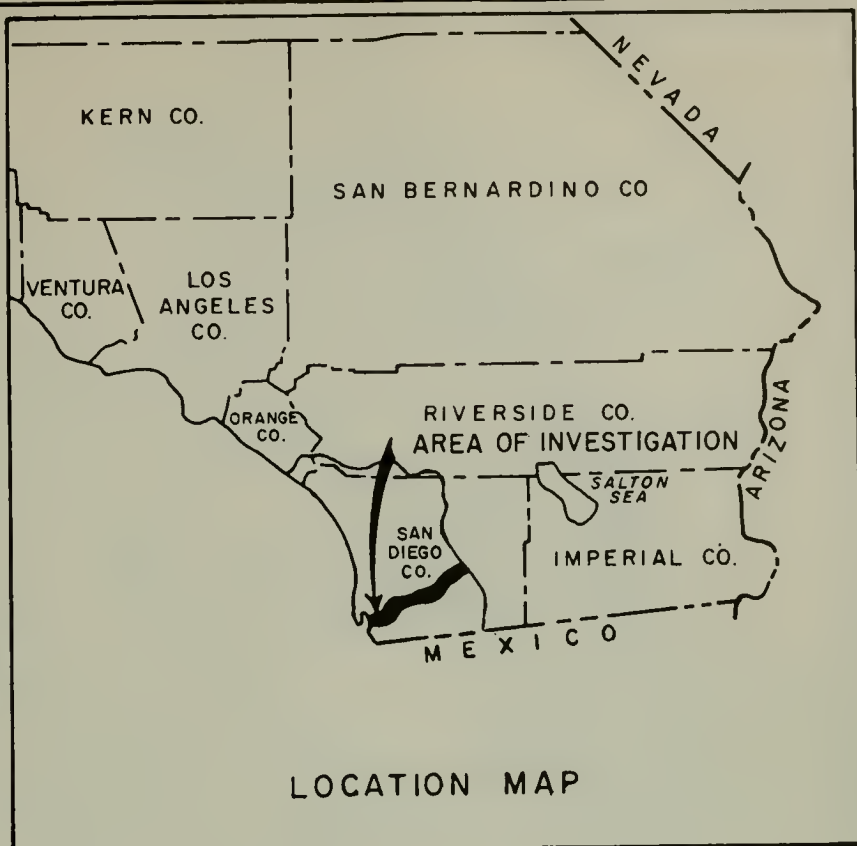 NEVADA
KERN CO.
SAN BERNARDINO CO
VENTURA
CO.
LOS
ANGELES
CO.
ORANGE
CO.
RIVERSIDE CO.
AREA OF INVESTIGATION
ARIZONA
SALTON
SEA
SAN
DIEGO
CO.
IMPERIAL CO.
MEXICO
LOCATION MAP